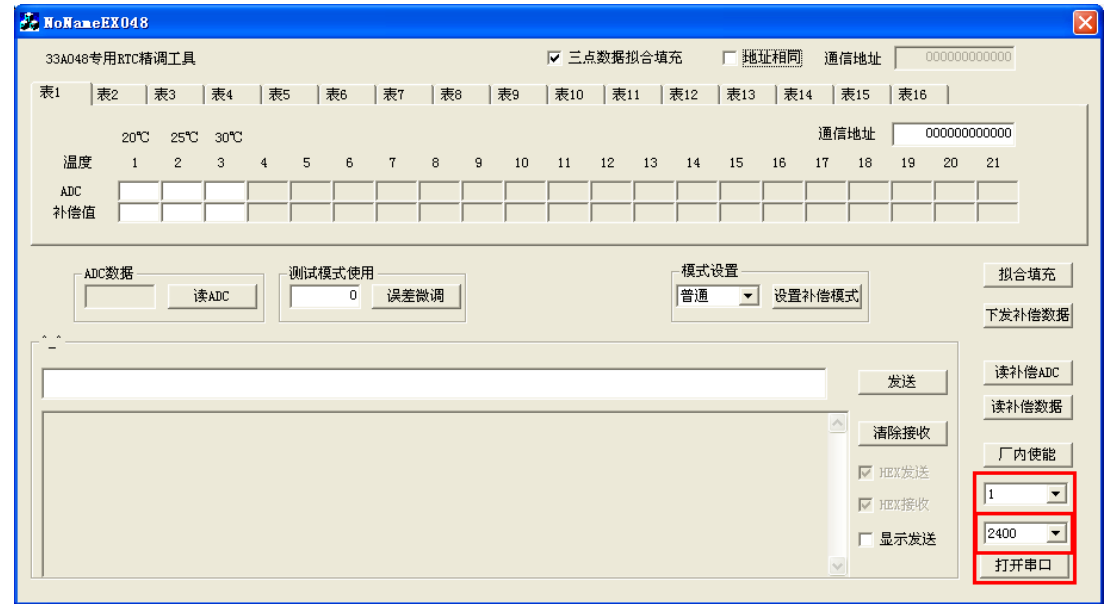 NoNameEX048
33A048专用RTC精调工具 三点数据拟合填充 地址相同 通信地址 000000000000
表1 表2 表3 表4 表5 表6 表7 表8 表9 表10 表11 表12 表13 表14 表15 表16
20℃ 25℃ 30℃ 通信地址 000000000000
温度 1 2 3 4 5 6 7 8 9 10 11 12 13 14 15 16 17 18 19 20 21
ADC
补偿值
ADC数据 测试模式使用 模式设置 拟合填充
读ADC 0 误差微调 普通 设置补偿模式
下发补偿数据
^_^
发送 读补偿ADC
读补偿数据
清除接收
厂内使能
HEX发送
1
HEX接收
2400
显示发送
打开串口